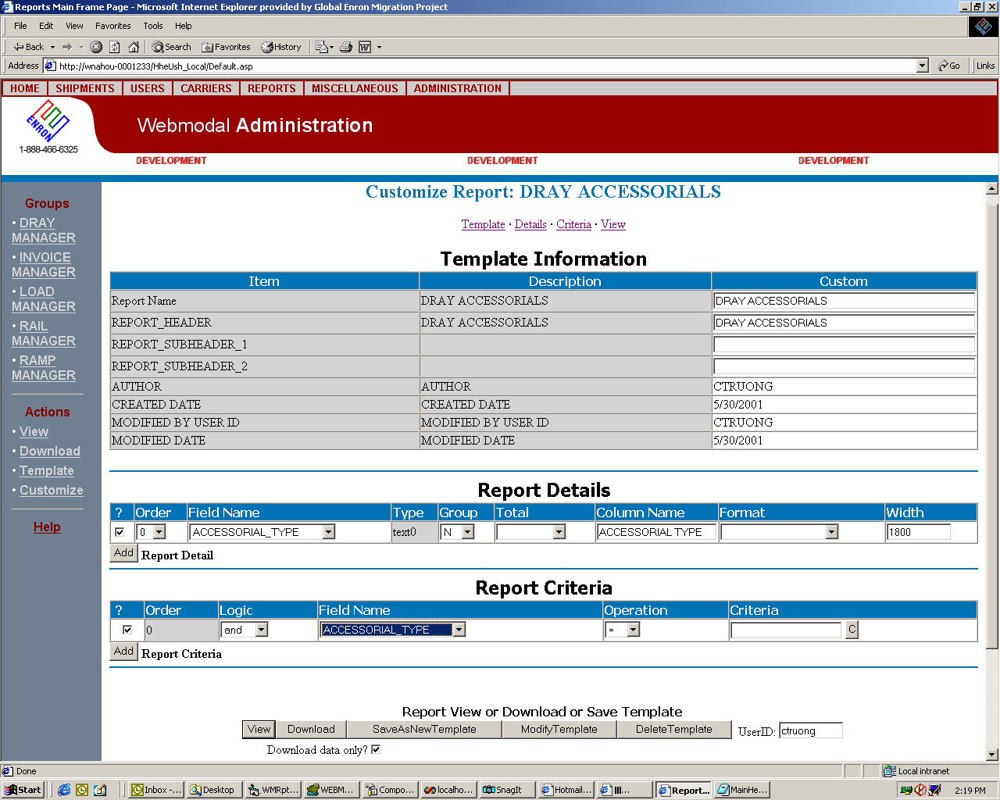 Reports Main Frame Page - Microsoft Internet Explorer provided by Global Enron Migration Project
File Edit View Favorites Tools Help
Back Search Favorites History
Address http://wnahou-0001233/HheUsh_Local/Default.asp Go Links
HOME SHIPMENTS USERS CARRIERS REPORTS MISCELLANEOUS ADMINISTRATION
ENRON
1-888-466-6325
Webmodal Administration
DEVELOPMENT DEVELOPMENT DEVELOPMENT
Groups
• DRAY
MANAGER
• INVOICE
MANAGER
• LOAD
MANAGER
• RAIL
MANAGER
• RAMP
MANAGER
Actions
• View
• Download
• Template
• Customize
Help
Customize Report: DRAY ACCESSORIALS
Template · Details · Criteria · View
Template Information
Item Description Custom
Report Name DRAY ACCESSORIALS DRAY ACCESSORIALS
REPORT_HEADER DRAY ACCESSORIALS DRAY ACCESSORIALS
REPORT_SUBHEADER_1
REPORT_SUBHEADER_2
AUTHOR AUTHOR CTRUONG
CREATED DATE CREATED DATE 5/30/2001
MODIFIED BY USER ID MODIFIED BY USER ID CTRUONG
MODIFIED DATE MODIFIED DATE 5/30/2001
Report Details
? Order Field Name Type Group Total Column Name Format Width
0 ACCESSORIAL_TYPE text0 N ACCESSORIAL TYPE 1800
Add Report Detail
Report Criteria
? Order Logic Field Name Operation Criteria
0 and ACCESSORIAL_TYPE = C
Add Report Criteria
Report View or Download or Save Template
View Download SaveAsNewTemplate ModifyTemplate DeleteTemplate UserID: ctruong
Download data only?
Done Local intranet
Start Inbox -... Desktop WMRpt... WEBM... Compo... localho... SnagIt Hotmail... Report... MainHe... 2:19 PM